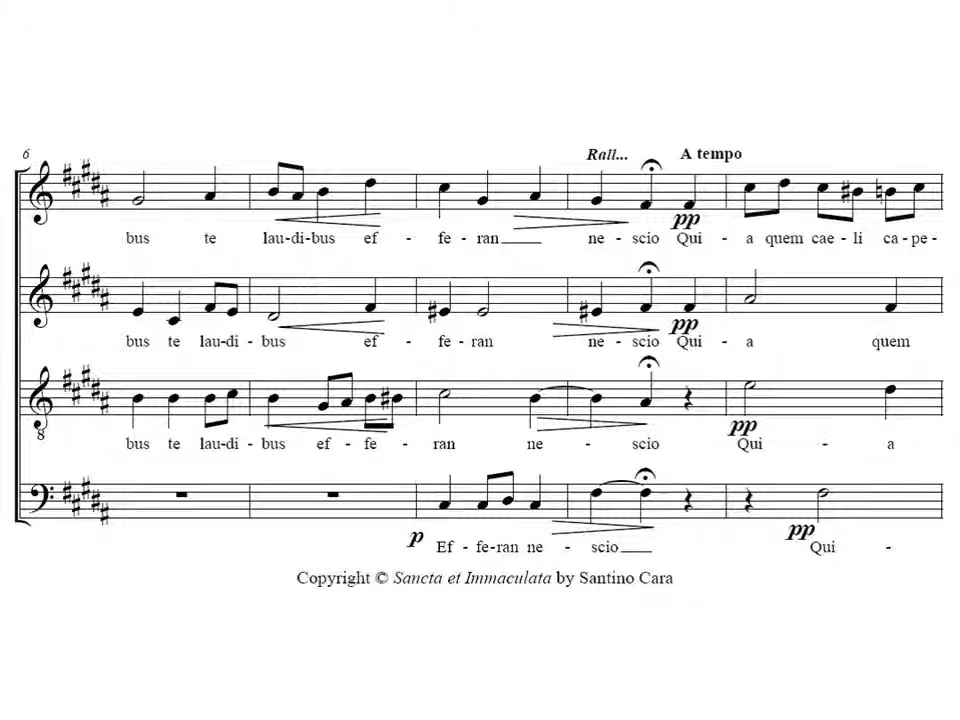 6 Rall... A tempo
pp
bus te lau-di-bus ef - fe-ran____ ne - scio Qui - a quem cae - li ca-pe-
pp
bus te lau-di - bus ef - fe - ran ne - scio Qui - a quem
8 pp
bus te lau-di - bus ef - fe - ran ne - scio Qui - a
p pp
Ef - fe-ran ne - scio____ Qui -
Copyright © Sancta et Immaculata by Santino Cara